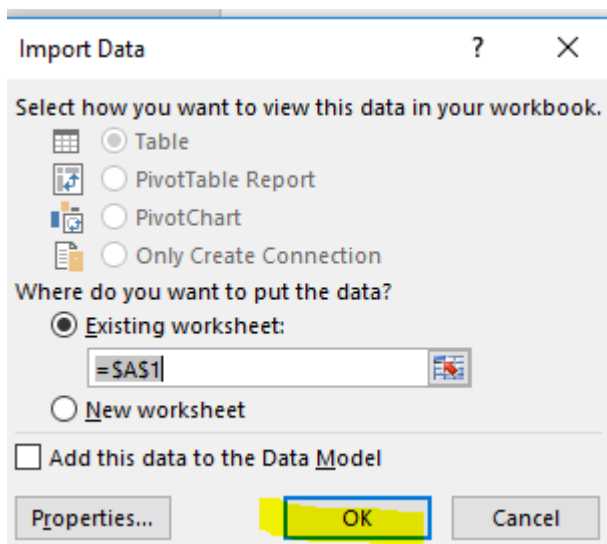 Import Data ?
Select how you want to view this data in your workbook.
Table
PivotTable Report
PivotChart
Only Create Connection
Where do you want to put the data?
Existing worksheet:
=$A$1
New worksheet
Add this data to the Data Model
Properties... OK Cancel